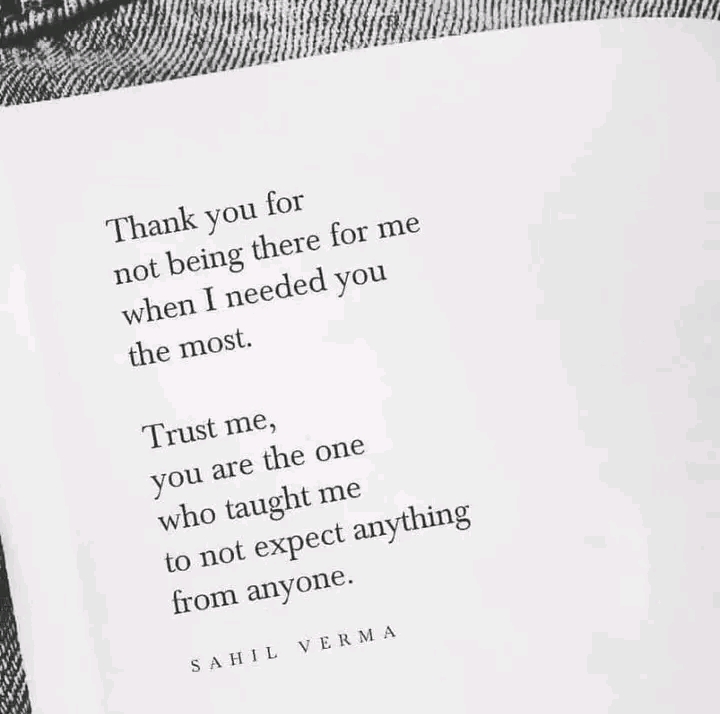 Thank you for
not being there for me
when I needed you
the most.
Trust me,
you are the one
who taught me
to not expect anything
from anyone.
SAHIL VERMA